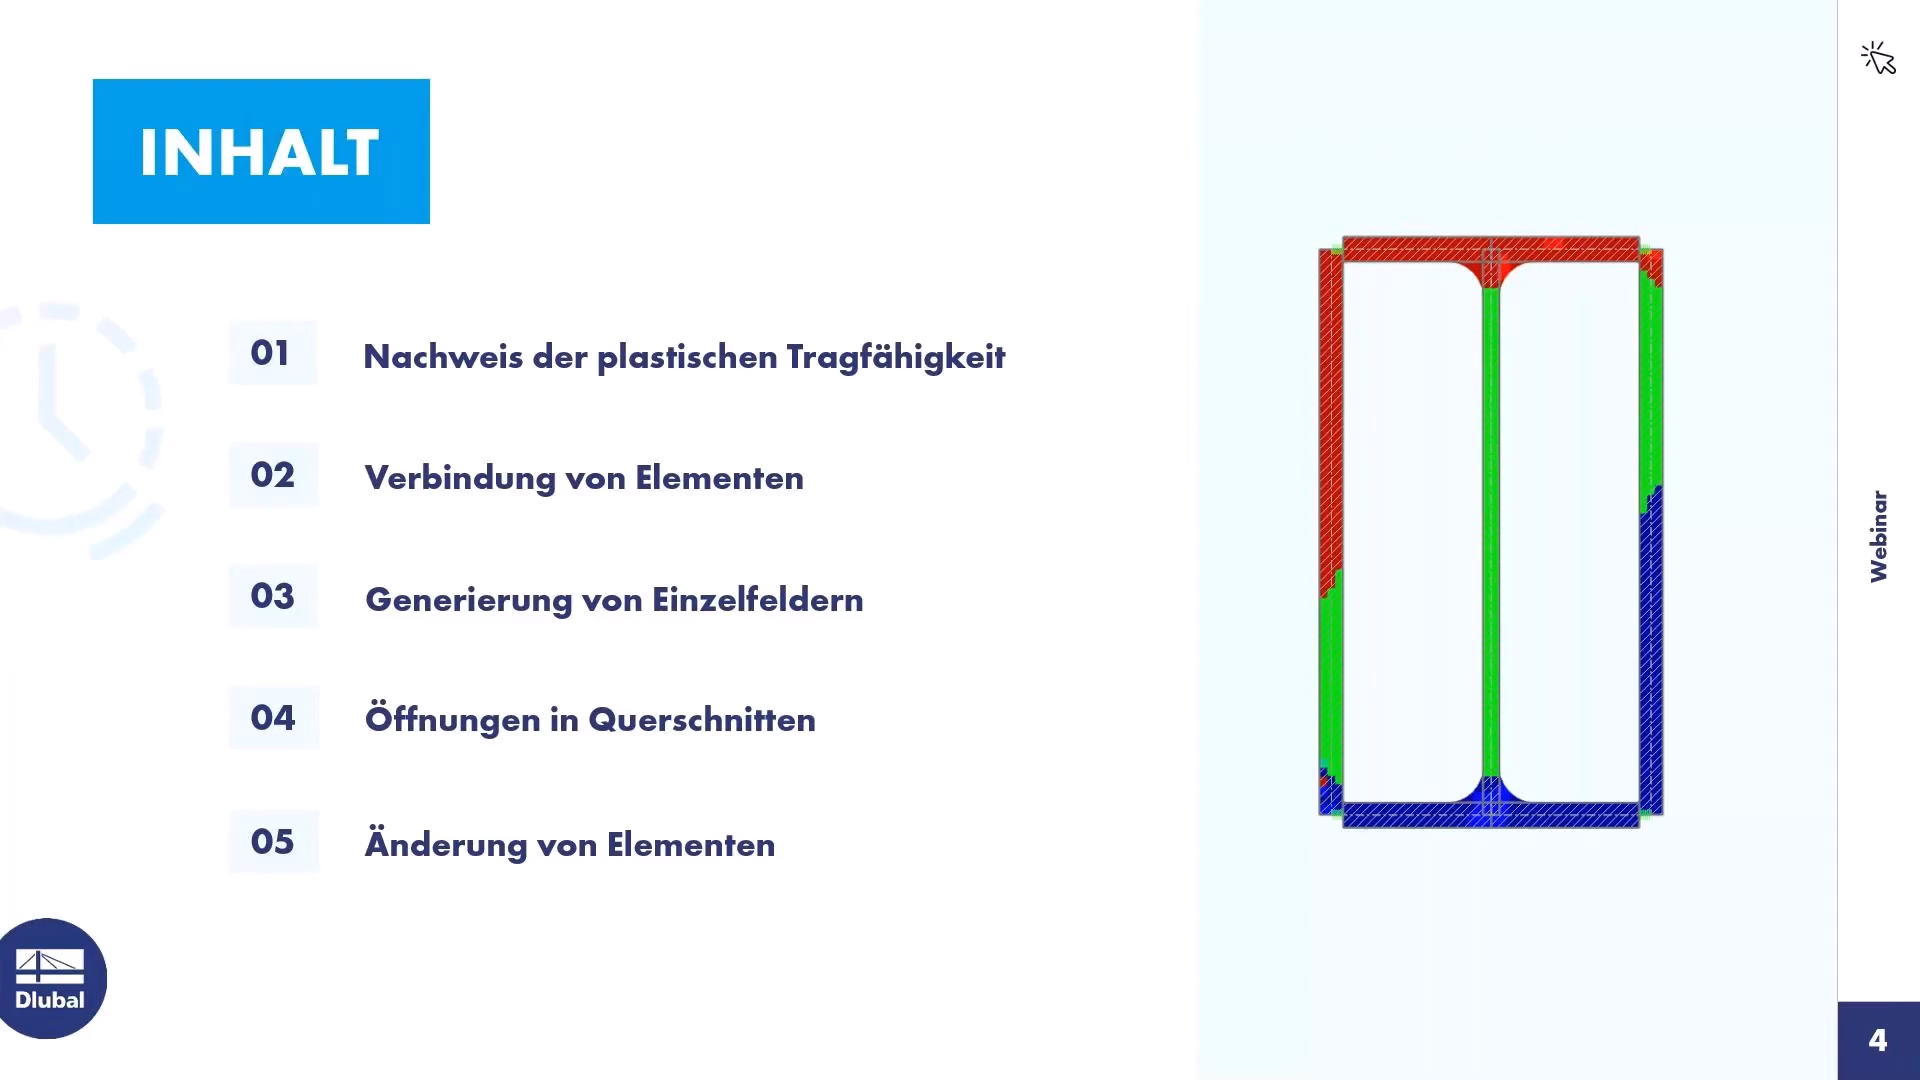 INHALT
01 Nachweis der plastischen Tragfähigkeit
02 Verbindung von Elementen
03 Generierung von Einzelfeldern
04 Öffnungen in Querschnitten
05 Änderung von Elementen
Dlubal
Webinar
4